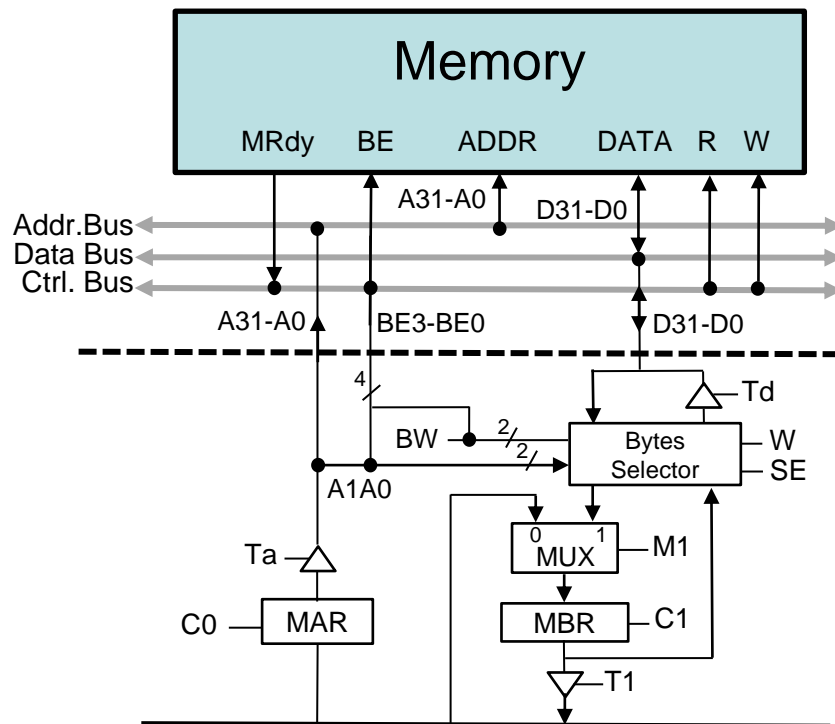 Memory
MRdy BE ADDR DATA R W
A31-A0 D31-D0
Addr.Bus
Data Bus
Ctrl. Bus
A31-A0 BE3-BE0 D31-D0
4 Td
BW 2 Bytes W
2 Selector SE
A1A0
0 1
Ta MUX M1
C0 MAR MBR C1
T1